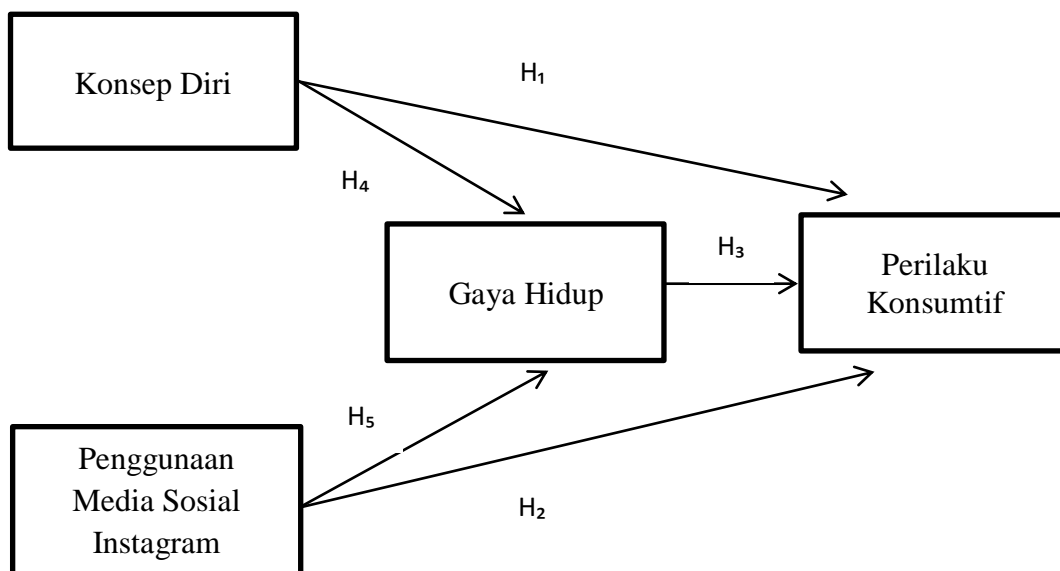 Konsep Diri
H₁
H₄
Gaya Hidup
H₃
Perilaku
Konsumtif
H₅
Penggunaan
Media Sosial
Instagram
H₂